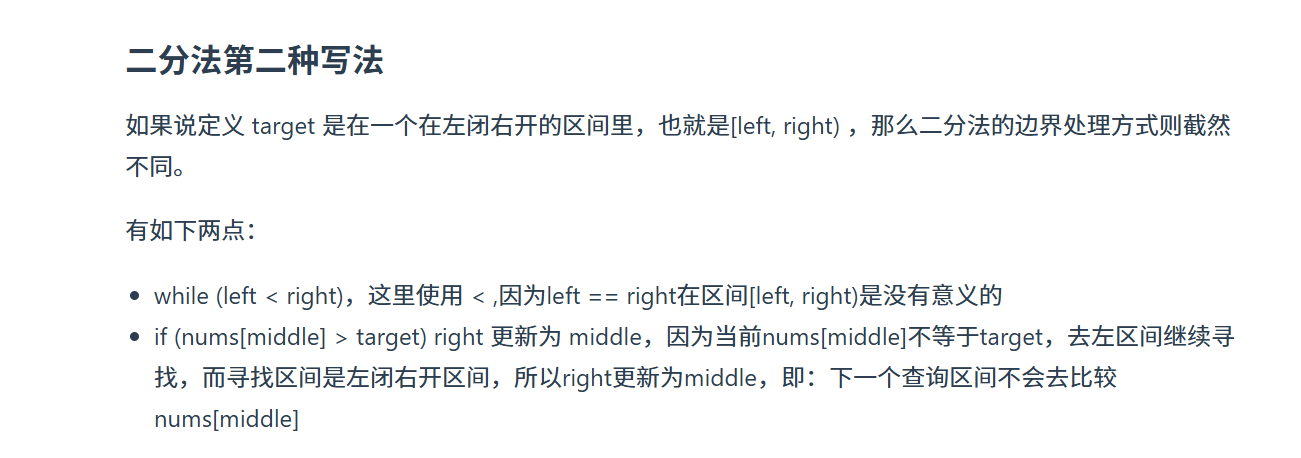 二分法第二种写法
如果说定义 target 是在一个在左闭右开的区间里，也就是[left, right) ，那么二分法的边界处理方式则截然
不同。
有如下两点：
while (left < right)，这里使用 < ,因为left == right在区间[left, right)是没有意义的
if (nums[middle] > target) right 更新为 middle，因为当前nums[middle]不等于target，去左区间继续寻
找，而寻找区间是左闭右开区间，所以right更新为middle，即：下一个查询区间不会去比较
nums[middle]